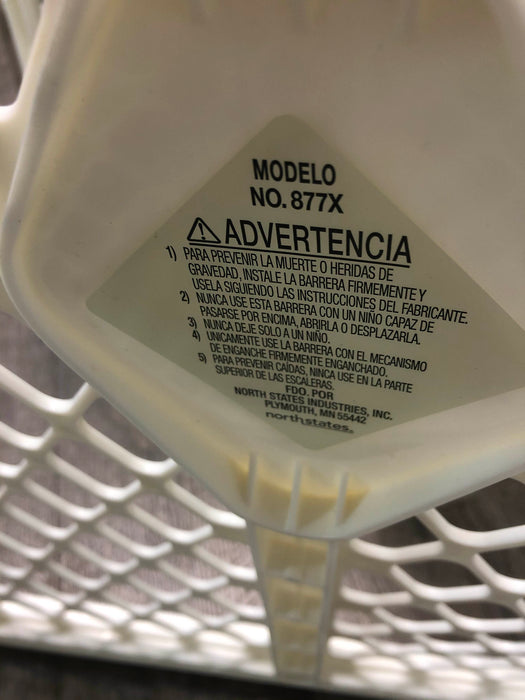 MODELO
NO. 877X
⚠ ADVERTENCIA
1) PARA PREVENIR LA MUERTE O HERIDAS DE
GRAVEDAD, INSTALE LA BARRERA FIRMEMENTE Y
USELA SIGUIENDO LAS INSTRUCCIONES DEL FABRICANTE.
2) NUNCA USE ESTA BARRERA CON UN NIÑO CAPAZ DE
PASARSE POR ENCIMA, ABRIRLA O DESPLAZARLA.
3) NUNCA DEJE SOLO A UN NIÑO.
4) UNICAMENTE USE LA BARRERA CON EL MECANISMO
DE ENGANCHE FIRMEMENTE ENGANCHADO.
5) PARA PREVENIR CAÍDAS, NINCA USE EN LA PARTE
SUPERIOR DE LAS ESCALERAS.
FDO. POR
NORTH STATES INDUSTRIES, INC.
PLYMOUTH, MN 55442
northstates.